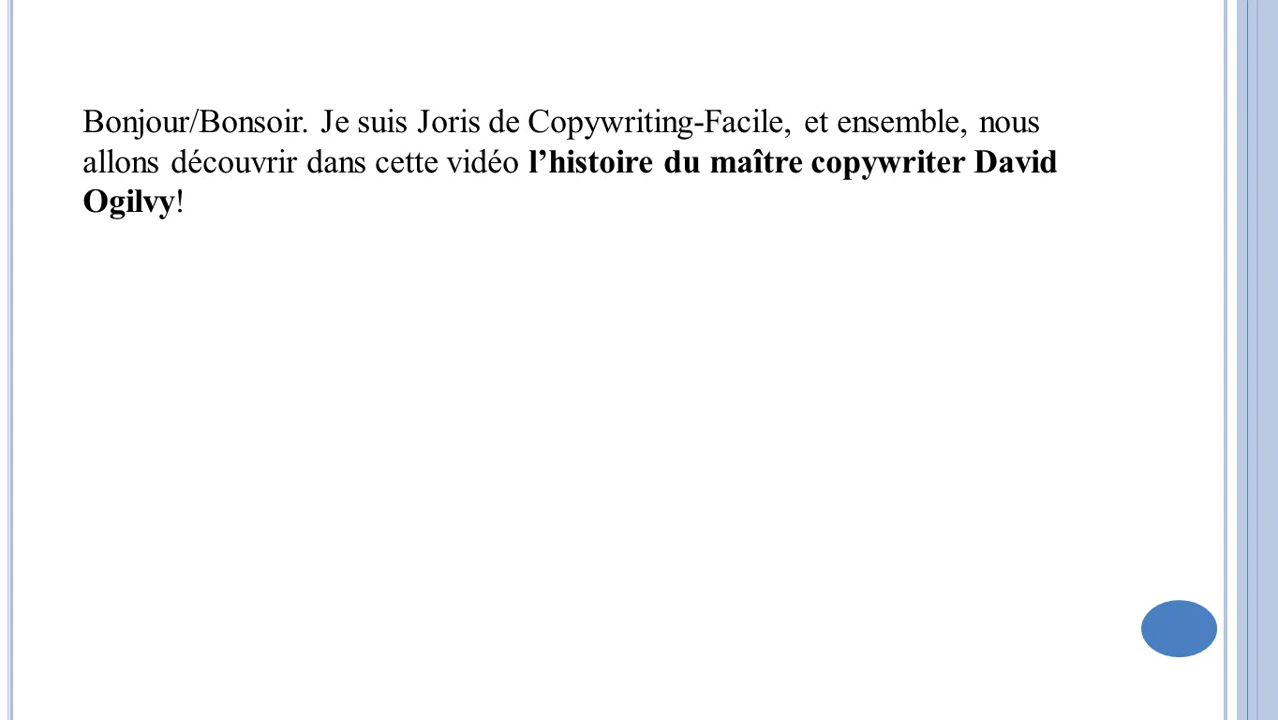 Bonjour/Bonsoir. Je suis Joris de Copywriting-Facile, et ensemble, nous
allons découvrir dans cette vidéo l’histoire du maître copywriter David
Ogilvy!